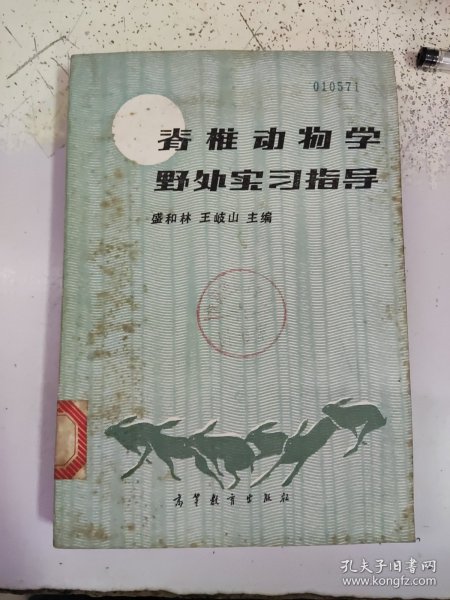 010571
脊椎动物学
野外实习指导
盛和林 王岐山 主编
高等教育出版社
孔夫子旧书网
www.kongfz.com